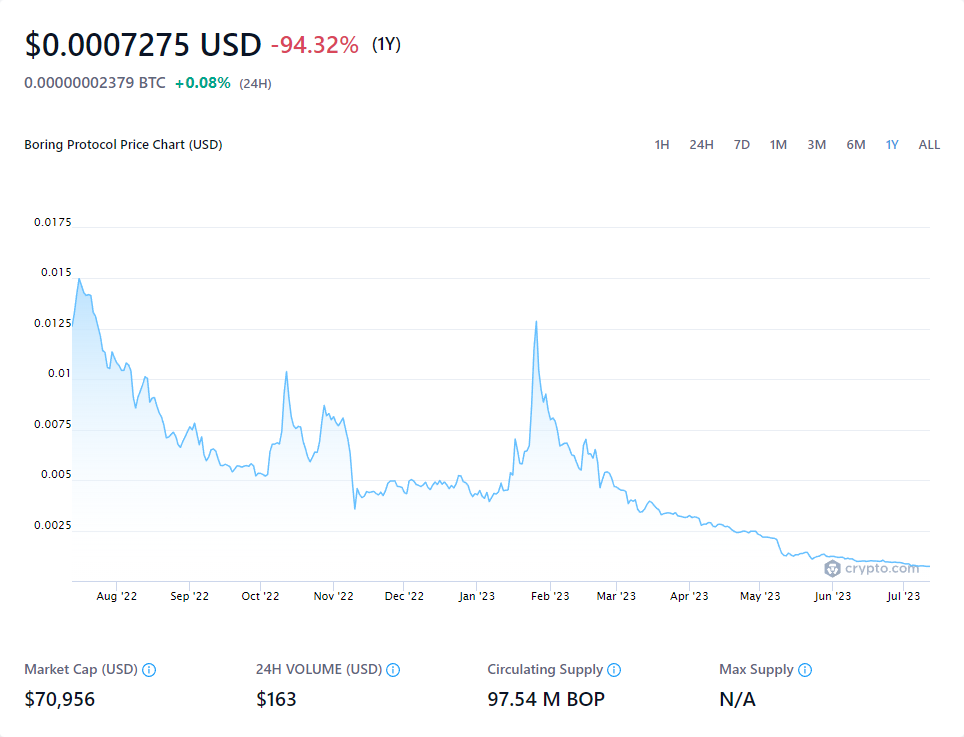 $0.0007275 USD -94.32% (1Y)
0.00000002379 BTC +0.08% (24H)
Boring Protocol Price Chart (USD) 1H 24H 7D 1M 3M 6M 1Y ALL
0.0175
0.015
0.0125
0.01
0.0075
0.005
0.0025
crypto.com
Aug '22 Sep '22 Oct '22 Nov '22 Dec '22 Jan '23 Feb '23 Mar '23 Apr '23 May '23 Jun '23 Jul '23
Market Cap (USD) 24H VOLUME (USD) Circulating Supply Max Supply
$70,956 $163 97.54 M BOP N/A